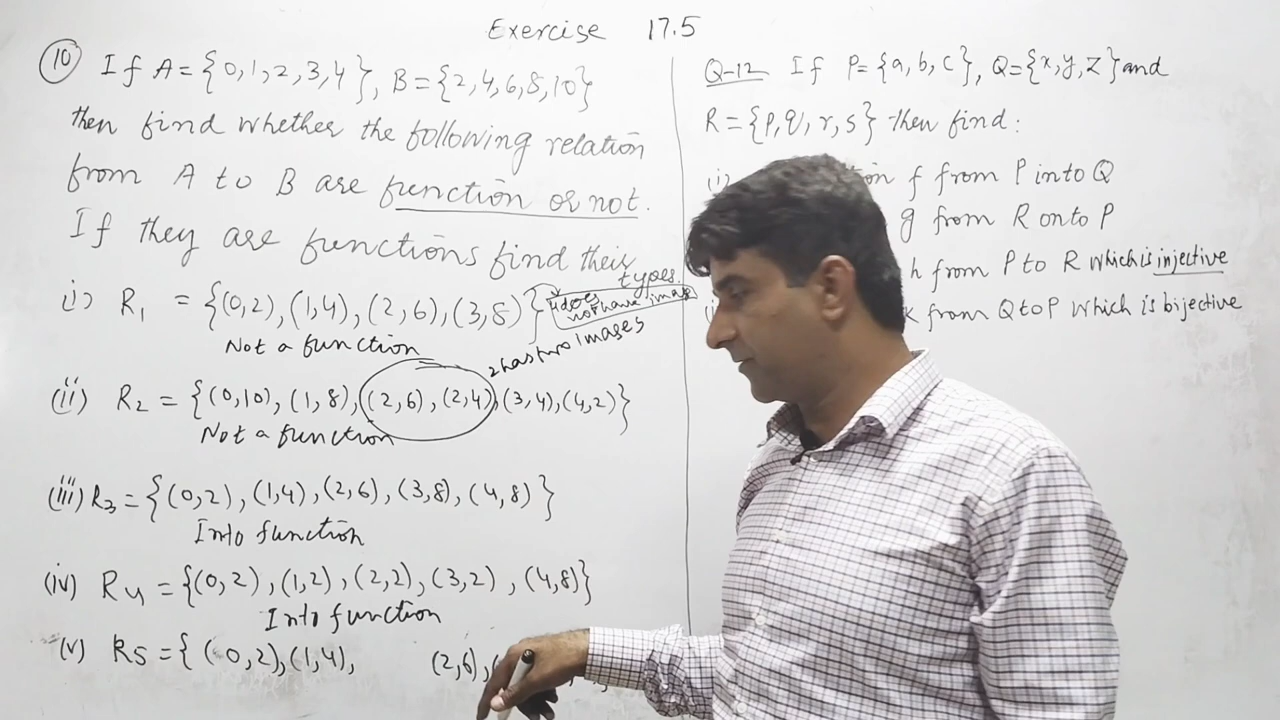 Exercise 17.5
10 If A = {0,1,2,3,4}, B = {2,4,6,8,10}
then find whether the following relation
from A to B are function or not.
If they are functions find their
types.
(i) R1 = {(0,2),(1,4),(2,6),(3,8)} 4 does not have image
Not a function
2 has two images
(ii) R2 = {(0,10),(1,8),(2,6),(2,4),(3,4),(4,2)}
Not a function
(iii) R3 = {(0,2),(1,4),(2,6),(3,8),(4,8)}
Into function
(iv) R4 = {(0,2),(1,2),(2,2),(3,2),(4,8)}
Into function
(v) R5 = {(0,2),(1,4), (2,6),(
Q-12 If P={a,b,c}, Q={x,y,z} and
R={p,q,r,s} then find:
(i) f from P into Q
g from R onto P
h from P to R which is injective
k from Q to P which is bijective